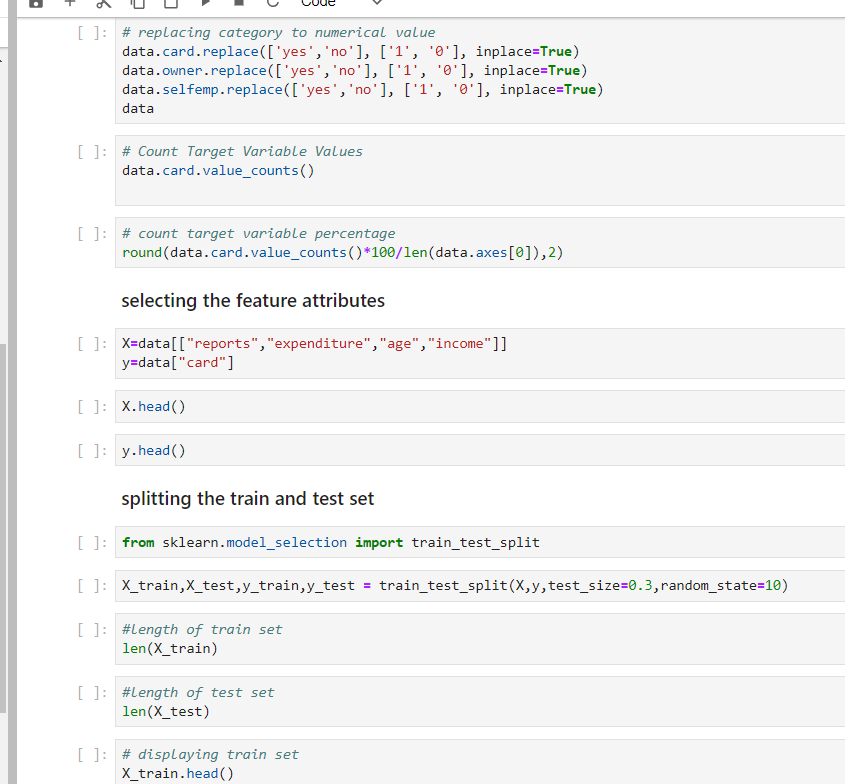 Code
[ ]: # replacing category to numerical value
data.card.replace(['yes','no'], ['1', '0'], inplace=True)
data.owner.replace(['yes','no'], ['1', '0'], inplace=True)
data.selfemp.replace(['yes','no'], ['1', '0'], inplace=True)
data
[ ]: # Count Target Variable Values
data.card.value_counts()
[ ]: # count target variable percentage
round(data.card.value_counts()*100/len(data.axes[0]),2)
selecting the feature attributes
[ ]: X=data[["reports","expenditure","age","income"]]
y=data["card"]
[ ]: X.head()
[ ]: y.head()
splitting the train and test set
[ ]: from sklearn.model_selection import train_test_split
[ ]: X_train,X_test,y_train,y_test = train_test_split(X,y,test_size=0.3,random_state=10)
[ ]: #length of train set
len(X_train)
[ ]: #length of test set
len(X_test)
[ ]: # displaying train set
X_train.head()